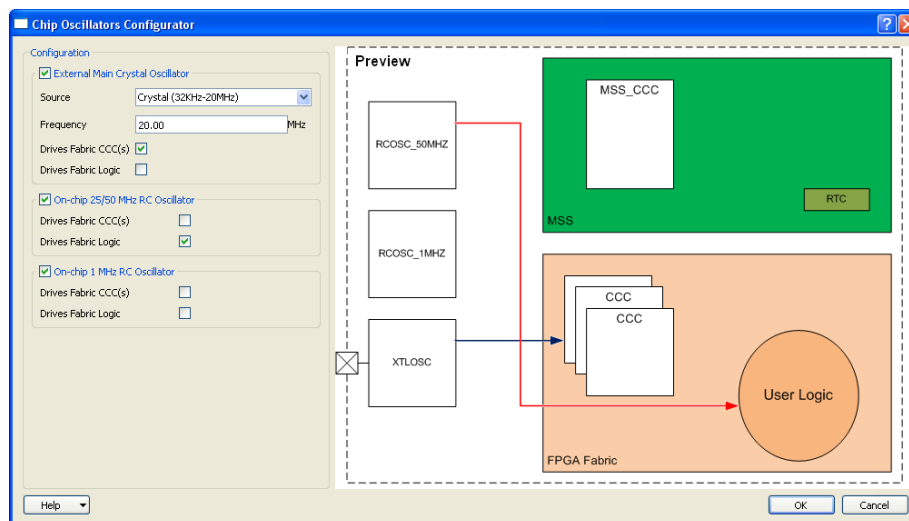 Chip Oscillators Configurator
Configuration
External Main Crystal Oscillator
Source
Crystal (32KHz-20MHz)
Frequency
20.00
MHz
Drives Fabric CCC(s)
Drives Fabric Logic
On-chip 25/50 MHz RC Oscillator
Drives Fabric CCC(s)
Drives Fabric Logic
On-chip 1 MHz RC Oscillator
Drives Fabric CCC(s)
Drives Fabric Logic
Preview
RCOSC_50MHZ
RCOSC_1MHZ
XTLOSC
MSS_CCC
RTC
MSS
CCC
CCC
User Logic
FPGA Fabric
Help
OK
Cancel